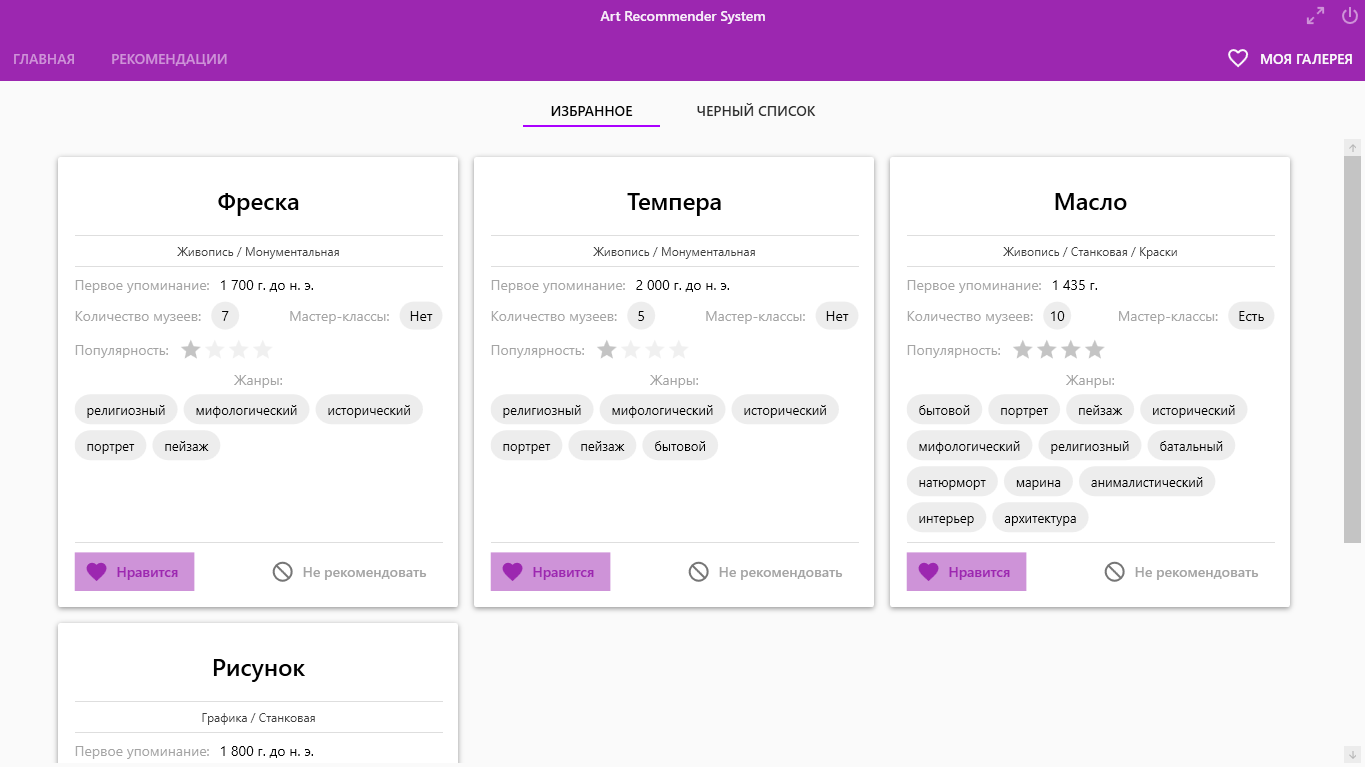 Art Recommender System
ГЛАВНАЯ РЕКОМЕНДАЦИИ МОЯ ГАЛЕРЕЯ
ИЗБРАННОЕ ЧЕРНЫЙ СПИСОК
Фреска
Живопись / Монументальная
Первое упоминание: 1 700 г. до н. э.
Количество музеев: 7 Мастер-классы: Нет
Популярность:
Жанры:
религиозный мифологический исторический
портрет пейзаж
Нравится Не рекомендовать
Темпера
Живопись / Монументальная
Первое упоминание: 2 000 г. до н. э.
Количество музеев: 5 Мастер-классы: Нет
Популярность:
Жанры:
религиозный мифологический исторический
портрет пейзаж бытовой
Нравится Не рекомендовать
Масло
Живопись / Станковая / Краски
Первое упоминание: 1 435 г.
Количество музеев: 10 Мастер-классы: Есть
Популярность:
Жанры:
бытовой портрет пейзаж исторический
мифологический религиозный батальный
натюрморт марина анималистический
интерьер архитектура
Нравится Не рекомендовать
Рисунок
Графика / Станковая
Первое упоминание: 1 800 г. до н. э.